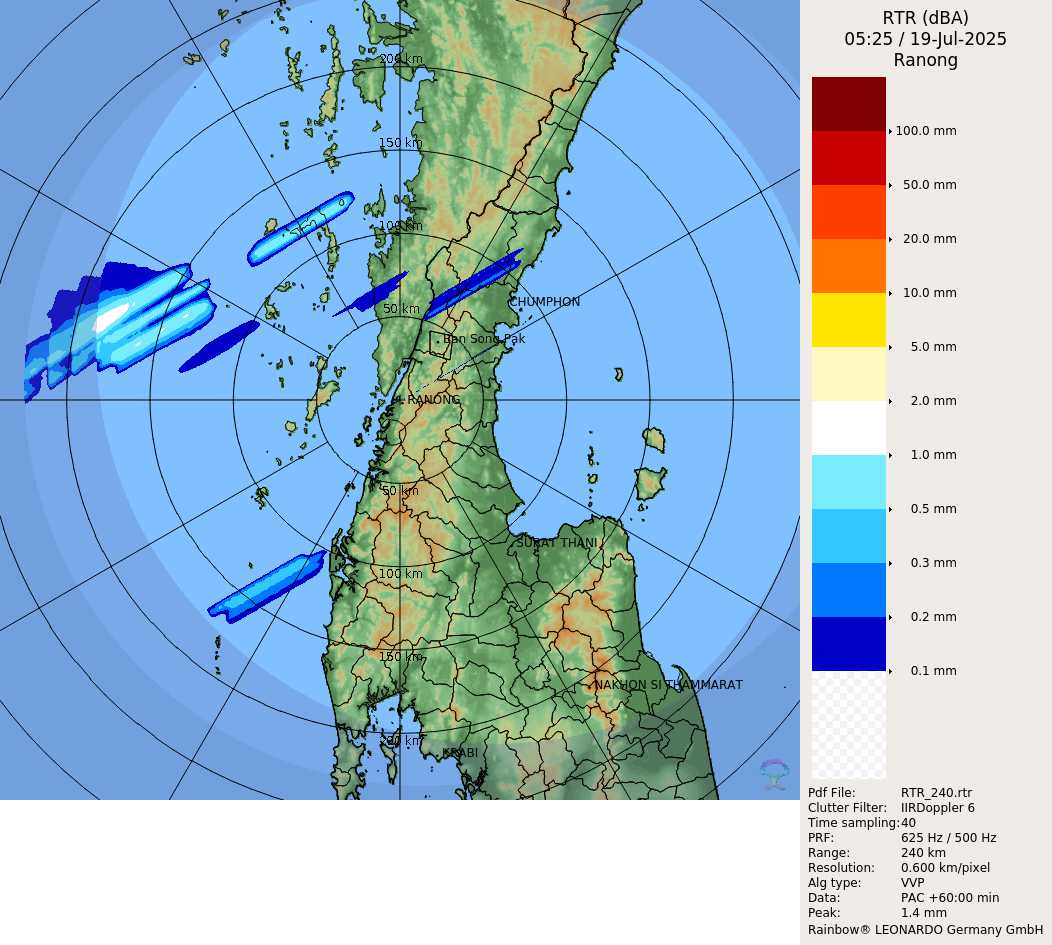 RTR (dBA)
05:25 / 19-Jul-2025
Ranong
200 km
150 km
100 km
50 km
CHUMPHON
Ban Song Pak
RANONG
50 km
SURAT THANI
100 km
150 km
NAKHON SI THAMMARAT
200 km
KRABI
100.0 mm
50.0 mm
20.0 mm
10.0 mm
5.0 mm
2.0 mm
1.0 mm
0.5 mm
0.3 mm
0.2 mm
0.1 mm
Pdf File: RTR_240.rtr
Clutter Filter: IIRDoppler 6
Time sampling: 40
PRF: 625 Hz / 500 Hz
Range: 240 km
Resolution: 0.600 km/pixel
Alg type: VVP
Data: PAC +60:00 min
Peak: 1.4 mm
Rainbow® LEONARDO Germany GmbH